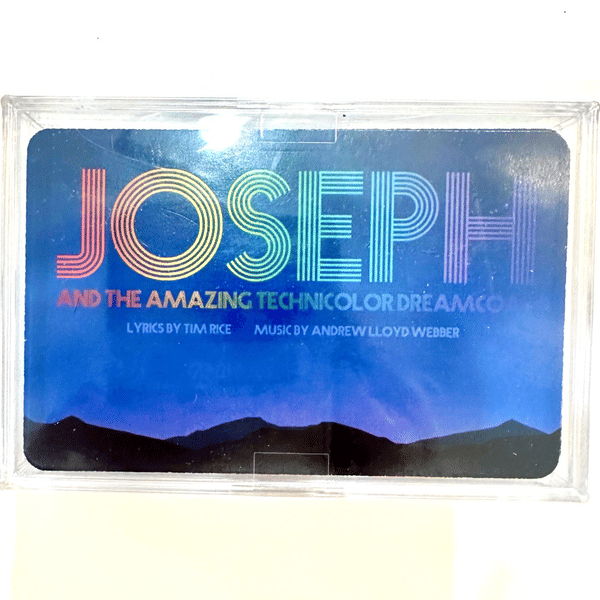 JOSEPH
AND THE AMAZING TECHNICOLOR DREAMCO
LYRICS BY TIM RICE MUSIC BY ANDREW LLOYD WEBBER